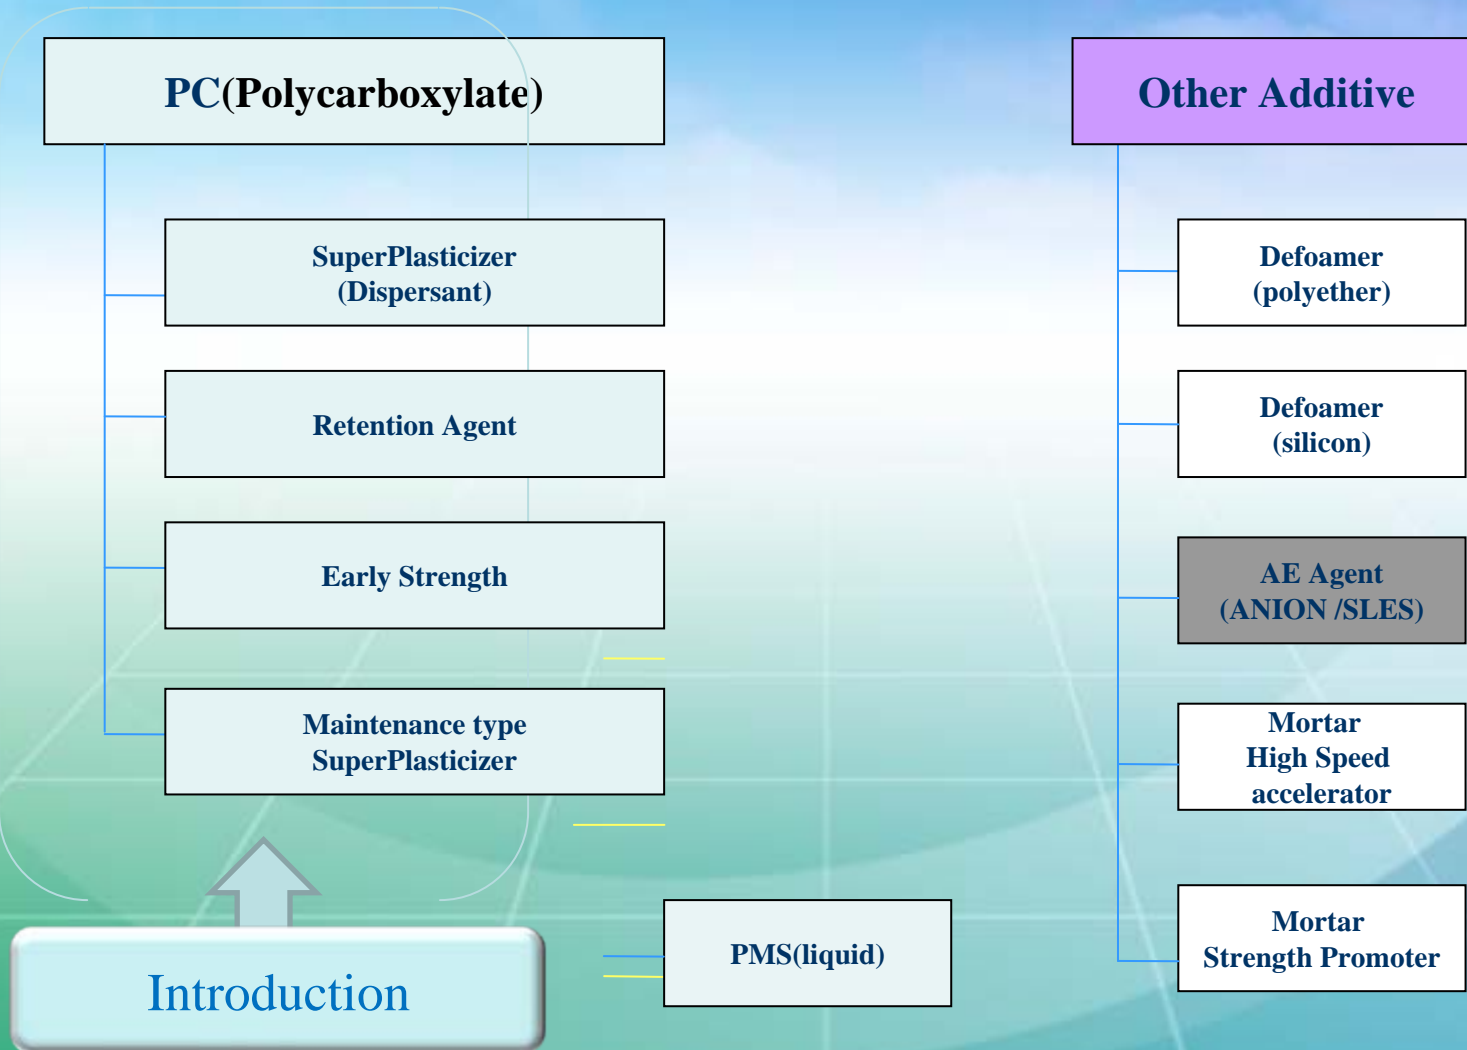 PC(Polycarboxylate)
SuperPlasticizer
(Dispersant)
Retention Agent
Early Strength
Maintenance type
SuperPlasticizer
Introduction
PMS(liquid)
Other Additive
Defoamer
(polyether)
Defoamer
(silicon)
AE Agent
(ANION /SLES)
Mortar
High Speed
accelerator
Mortar
Strength Promoter